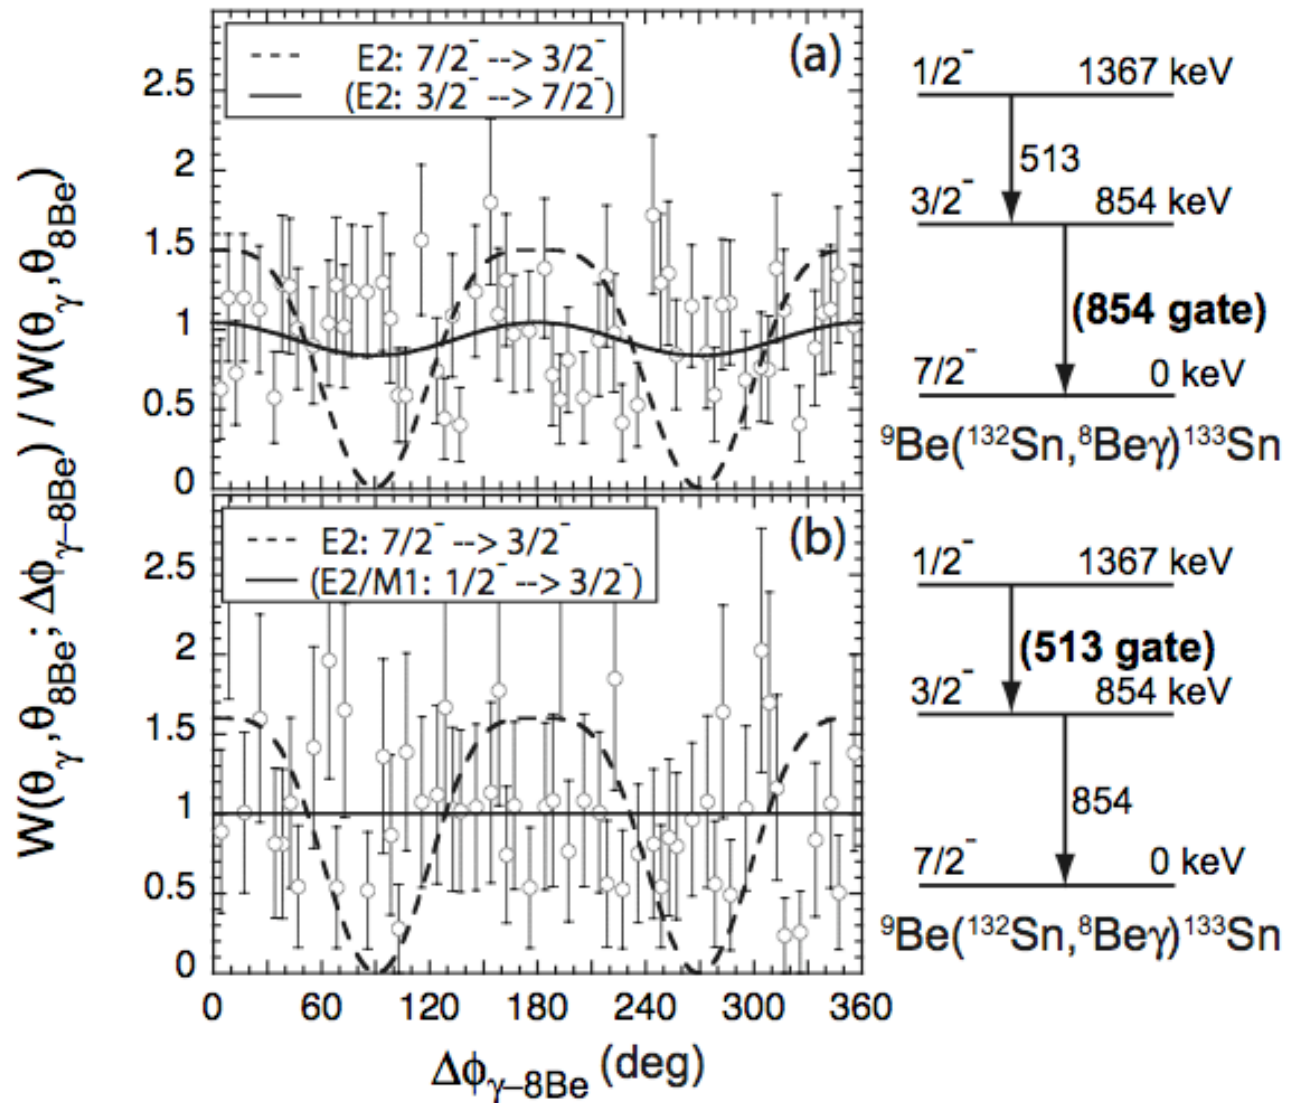 W(θγ,θ8Be; Δϕγ–8Be) / W(θγ,θ8Be)
(a)
E2: 7/2⁻ --> 3/2⁻
(E2: 3/2⁻ --> 7/2⁻)
2.5
2
1.5
1
0.5
0
1/2⁻ 1367 keV
513
3/2⁻ 854 keV
(854 gate)
7/2⁻ 0 keV
⁹Be(¹³²Sn,⁸Beγ)¹³³Sn
(b)
E2: 7/2⁻ --> 3/2⁻
(E2/M1: 1/2⁻ --> 3/2⁻)
2.5
2
1.5
1
0.5
0
1/2⁻ 1367 keV
(513 gate)
3/2⁻ 854 keV
854
7/2⁻ 0 keV
⁹Be(¹³²Sn,⁸Beγ)¹³³Sn
0 60 120 180 240 300 360
Δϕγ–8Be (deg)